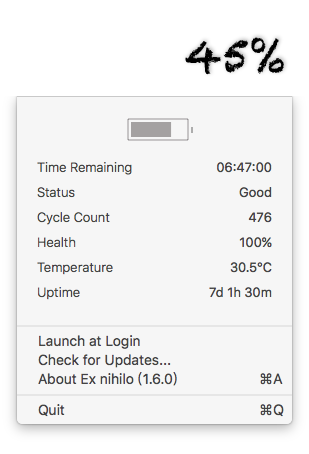 45%
Time Remaining 06:47:00
Status Good
Cycle Count 476
Health 100%
Temperature 30.5°C
Uptime 7d 1h 30m
Launch at Login
Check for Updates...
About Ex nihilo (1.6.0) ⌘A
Quit ⌘Q